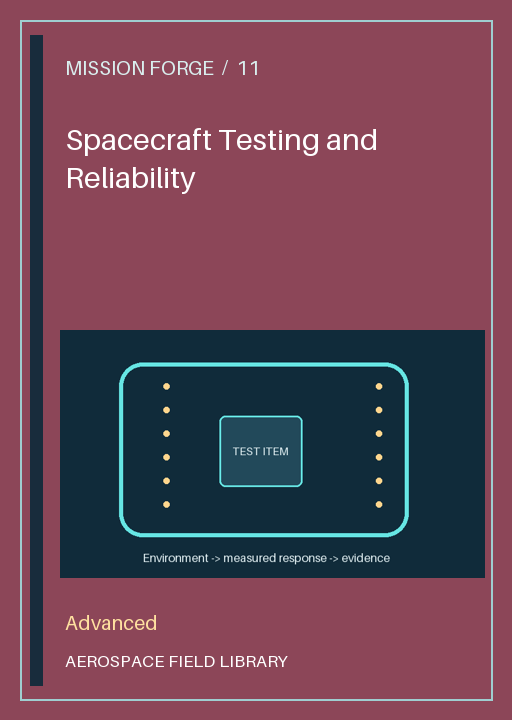 MISSION FORGE / 11
Spacecraft Testing and
Reliability
TEST ITEM
Environment -> measured response -> evidence
Advanced
AEROSPACE FIELD LIBRARY